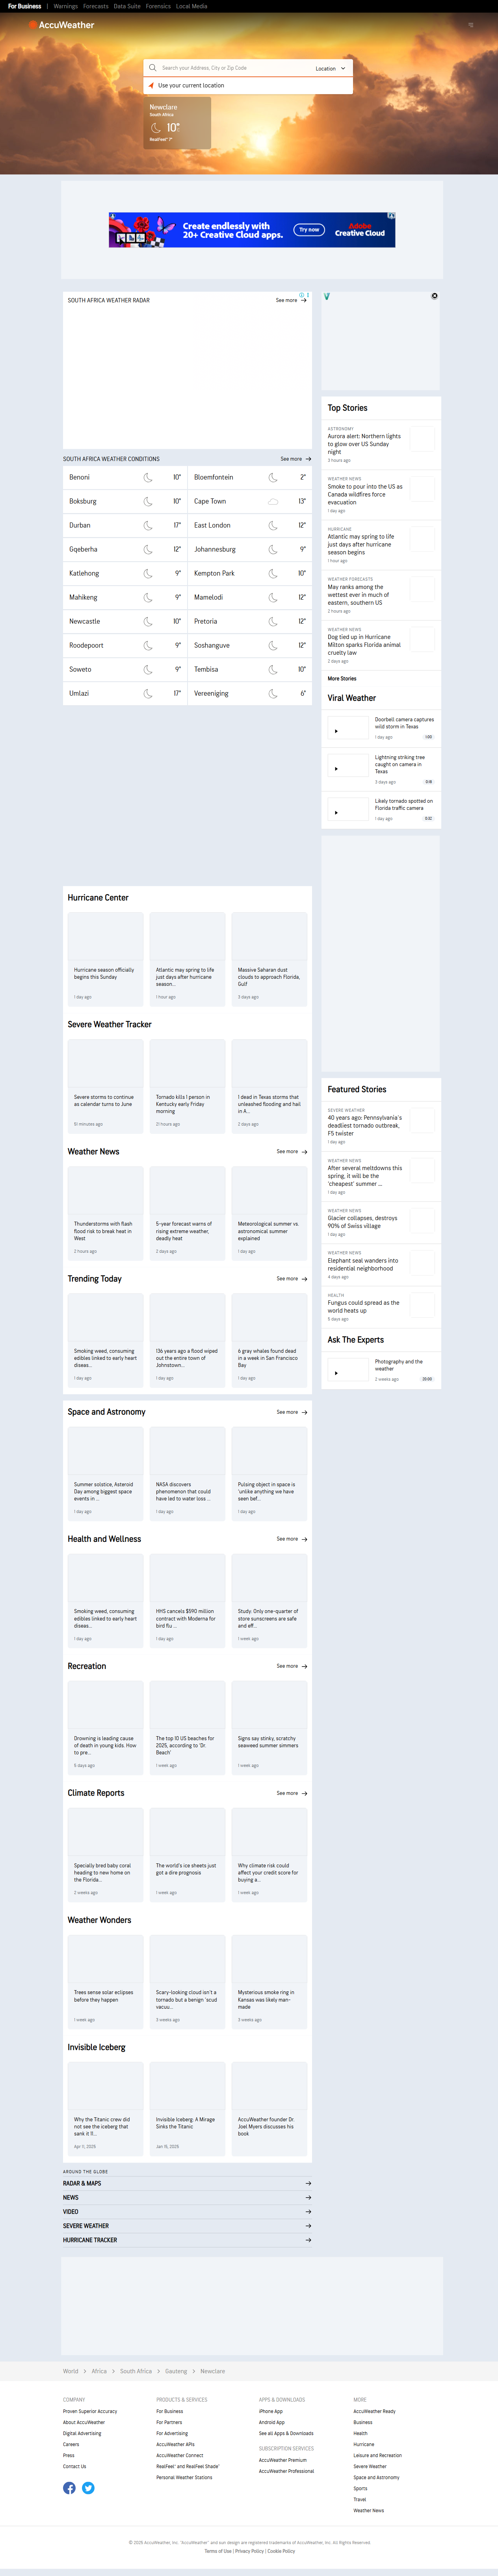 For Business | Warnings Forecasts Data Suite Forensics Local Media
AccuWeather
Search your Address, City or Zip Code
Location
Use your current location
Newclare
South Africa
10°
RealFeel® 7°
Create endlessly with
20+ Creative Cloud apps.
Try now
Adobe
Creative Cloud
SOUTH AFRICA WEATHER RADAR
See more
SOUTH AFRICA WEATHER CONDITIONS
See more
Benoni 10°
Bloemfontein 2°
Boksburg 10°
Cape Town 13°
Durban 17°
East London 12°
Gqeberha 12°
Johannesburg 9°
Katlehong 9°
Kempton Park 10°
Mahikeng 9°
Mamelodi 12°
Newcastle 10°
Pretoria 12°
Roodepoort 9°
Soshanguve 12°
Soweto 9°
Tembisa 10°
Umlazi 17°
Vereeniging 6°
Top Stories
ASTRONOMY
Aurora alert: Northern lights
to glow over US Sunday
night
3 hours ago
WEATHER NEWS
Smoke to pour into the US as
Canada wildfires force
evacuation
1 day ago
HURRICANE
Atlantic may spring to life
just days after hurricane
season begins
1 hour ago
WEATHER FORECASTS
May ranks among the
wettest ever in much of
eastern, southern US
2 hours ago
WEATHER NEWS
Dog tied up in Hurricane
Milton sparks Florida animal
cruelty law
2 days ago
More Stories
Viral Weather
Doorbell camera captures
wild storm in Texas
1 day ago
Lightning striking tree
caught on camera in
Texas
3 days ago
Likely tornado spotted on
Florida traffic camera
1 day ago
Hurricane Center
Hurricane season officially
begins this Sunday
1 day ago
Atlantic may spring to life
just days after hurricane
season...
1 hour ago
Massive Saharan dust
clouds to approach Florida,
Gulf
3 days ago
Severe Weather Tracker
Severe storms to continue
as calendar turns to June
51 minutes ago
Tornado kills 1 person in
Kentucky early Friday
morning
21 hours ago
1 dead in Texas storms that
unleashed flooding and hail
in A...
2 days ago
Weather News
See more
Thunderstorms with flash
flood risk to break heat in
West
2 hours ago
5-year forecast warns of
rising extreme weather,
deadly heat
2 days ago
Meteorological summer vs.
astronomical summer
explained
1 day ago
Trending Today
See more
Smoking weed, consuming
edibles linked to early heart
diseas...
1 day ago
136 years ago a flood wiped
out the entire town of
Johnstown...
1 day ago
6 gray whales found dead
in a week in San Francisco
Bay
1 day ago
Featured Stories
SEVERE WEATHER
40 years ago: Pennsylvania's
deadliest tornado outbreak,
F5 twister
1 day ago
WEATHER NEWS
After several meltdowns this
spring, it will be the
'cheapest' summer ...
1 day ago
WEATHER NEWS
Glacier collapses, destroys
90% of Swiss village
1 day ago
WEATHER NEWS
Elephant seal wanders into
residential neighborhood
4 days ago
HEALTH
Fungus could spread as the
world heats up
5 days ago
Ask The Experts
Photography and the
weather
2 weeks ago
Space and Astronomy
See more
Summer solstice, Asteroid
Day among biggest space
events in ...
1 day ago
NASA discovers
phenomenon that could
have led to water loss ...
1 day ago
Pulsing object in space is
'unlike anything we have
seen bef...
1 day ago
Health and Wellness
See more
Smoking weed, consuming
edibles linked to early heart
diseas...
1 day ago
HHS cancels $590 million
contract with Moderna for
bird flu ...
1 day ago
Study: Only one-quarter of
store sunscreens are safe
and eff...
1 week ago
Recreation
See more
Drowning is leading cause
of death in young kids. How
to pre...
5 days ago
The top 10 US beaches for
2025, according to 'Dr.
Beach'
1 week ago
Signs say stinky, scratchy
seaweed summer simmers
1 week ago
Climate Reports
See more
Specially bred baby coral
heading to new home on
the Florida...
2 weeks ago
The world's ice sheets just
got a dire prognosis
1 week ago
Why climate risk could
affect your credit score for
buying a...
1 week ago
Weather Wonders
Trees sense solar eclipses
before they happen
1 week ago
Scary-looking cloud isn't a
tornado but a benign 'scud
vacuu...
3 weeks ago
Mysterious smoke ring in
Kansas was likely man-
made
3 weeks ago
Invisible Iceberg
Why the Titanic crew did
not see the iceberg that
sank it 11...
Apr 11, 2025
Invisible Iceberg: A Mirage
Sinks the Titanic
Jan 15, 2025
AccuWeather founder Dr.
Joel Myers discusses his
book
AROUND THE GLOBE
RADAR & MAPS
NEWS
VIDEO
SEVERE WEATHER
HURRICANE TRACKER
World > Africa > South Africa > Gauteng > Newclare
COMPANY
Proven Superior Accuracy
About AccuWeather
Digital Advertising
Careers
Press
Contact Us
PRODUCTS & SERVICES
For Business
For Partners
For Advertising
AccuWeather APIs
AccuWeather Connect
RealFeel® and RealFeel Shade™
Personal Weather Stations
APPS & DOWNLOADS
iPhone App
Android App
See all Apps & Downloads
SUBSCRIPTION SERVICES
AccuWeather Premium
AccuWeather Professional
MORE
AccuWeather Ready
Business
Health
Hurricane
Leisure and Recreation
Severe Weather
Space and Astronomy
Sports
Travel
Weather News
© 2025 AccuWeather, Inc. "AccuWeather" and sun design are registered trademarks of AccuWeather, Inc. All Rights Reserved.
Terms of Use | Privacy Policy | Cookie Policy